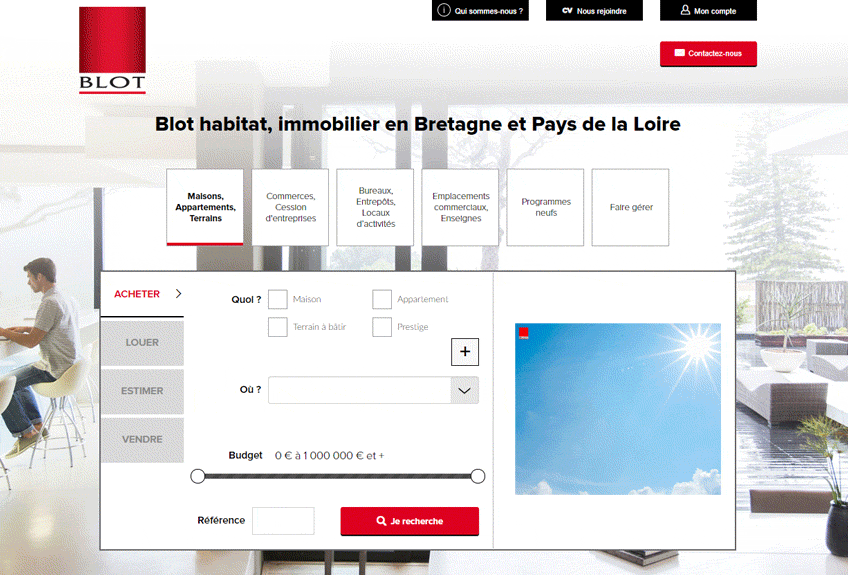 Qui sommes-nous ?
CV Nous rejoindre
Mon compte
Contactez-nous
BLOT
Blot habitat, immobilier en Bretagne et Pays de la Loire
Maisons,
Appartements,
Terrains
Commerces,
Cession
d'entreprises
Bureaux,
Entrepôts,
Locaux
d'activités
Emplacements
commerciaux,
Enseignes
Programmes
neufs
Faire gérer
ACHETER
LOUER
ESTIMER
VENDRE
Quoi ?
Maison
Appartement
Terrain à bâtir
Prestige
+
Où ?
Budget 0 € à 1 000 000 € et +
Référence
Je recherche